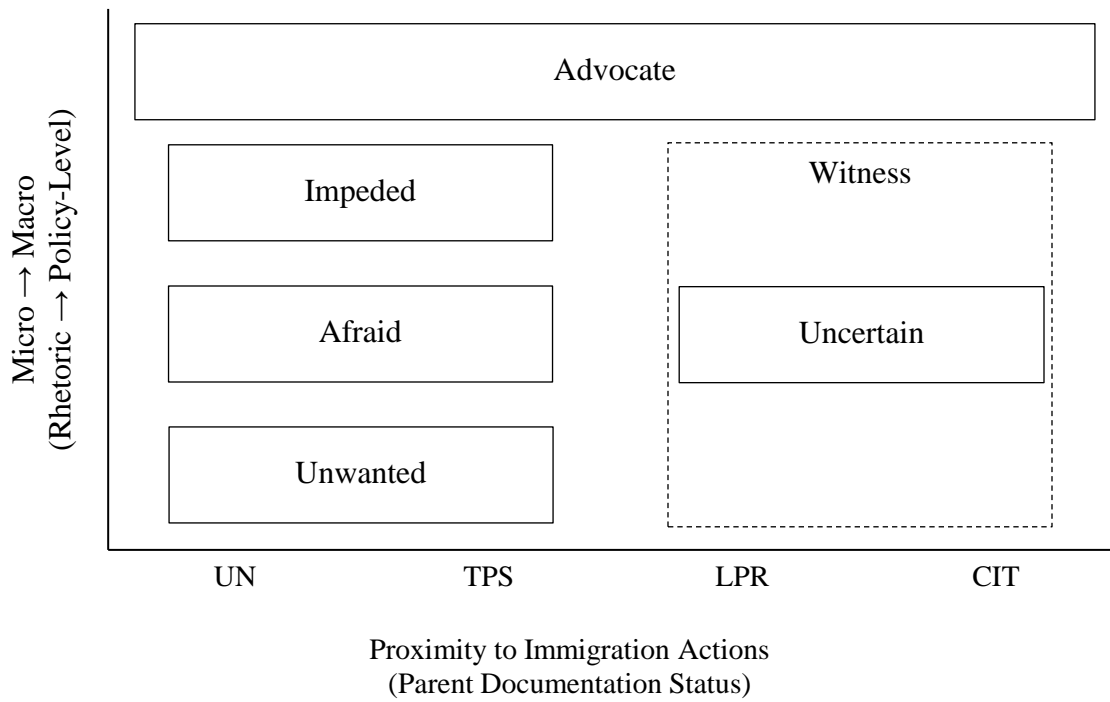 Advocate
Impeded
Witness
Afraid
Uncertain
Unwanted
Micro → Macro
(Rhetoric → Policy-Level)
UN TPS LPR CIT
Proximity to Immigration Actions
(Parent Documentation Status)